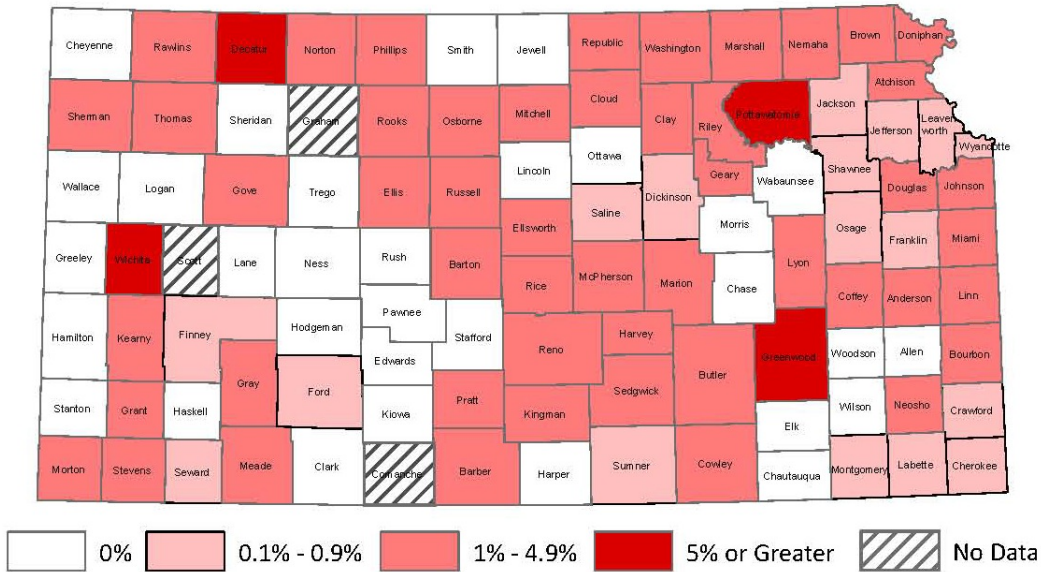 Cheyenne
Rawlins
Decatur
Norton
Phillips
Smith
Jewell
Republic
Washington
Marshall
Nemaha
Brown
Doniphan
Sherman
Thomas
Sheridan
Graham
Rooks
Osborne
Mitchell
Cloud
Clay
Riley
Pottawatomie
Jackson
Atchison
Jefferson
Leaven
worth
Wyandotte
Wallace
Logan
Gove
Trego
Ellis
Russell
Lincoln
Ottawa
Saline
Dickinson
Geary
Wabaunsee
Shawnee
Douglas
Johnson
Greeley
Wichita
Scott
Lane
Ness
Rush
Barton
Ellsworth
Rice
McPherson
Marion
Morris
Chase
Lyon
Osage
Franklin
Miami
Coffey
Anderson
Linn
Hamilton
Kearny
Finney
Hodgeman
Pawnee
Edwards
Stafford
Reno
Harvey
Sedgwick
Butler
Greenwood
Woodson
Allen
Bourbon
Stanton
Grant
Haskell
Gray
Ford
Kiowa
Pratt
Kingman
Elk
Wilson
Neosho
Crawford
Morton
Stevens
Seward
Meade
Clark
Comanche
Barber
Harper
Sumner
Cowley
Chautauqua
Montgomery
Labette
Cherokee
0%
0.1% - 0.9%
1% - 4.9%
5% or Greater
No Data